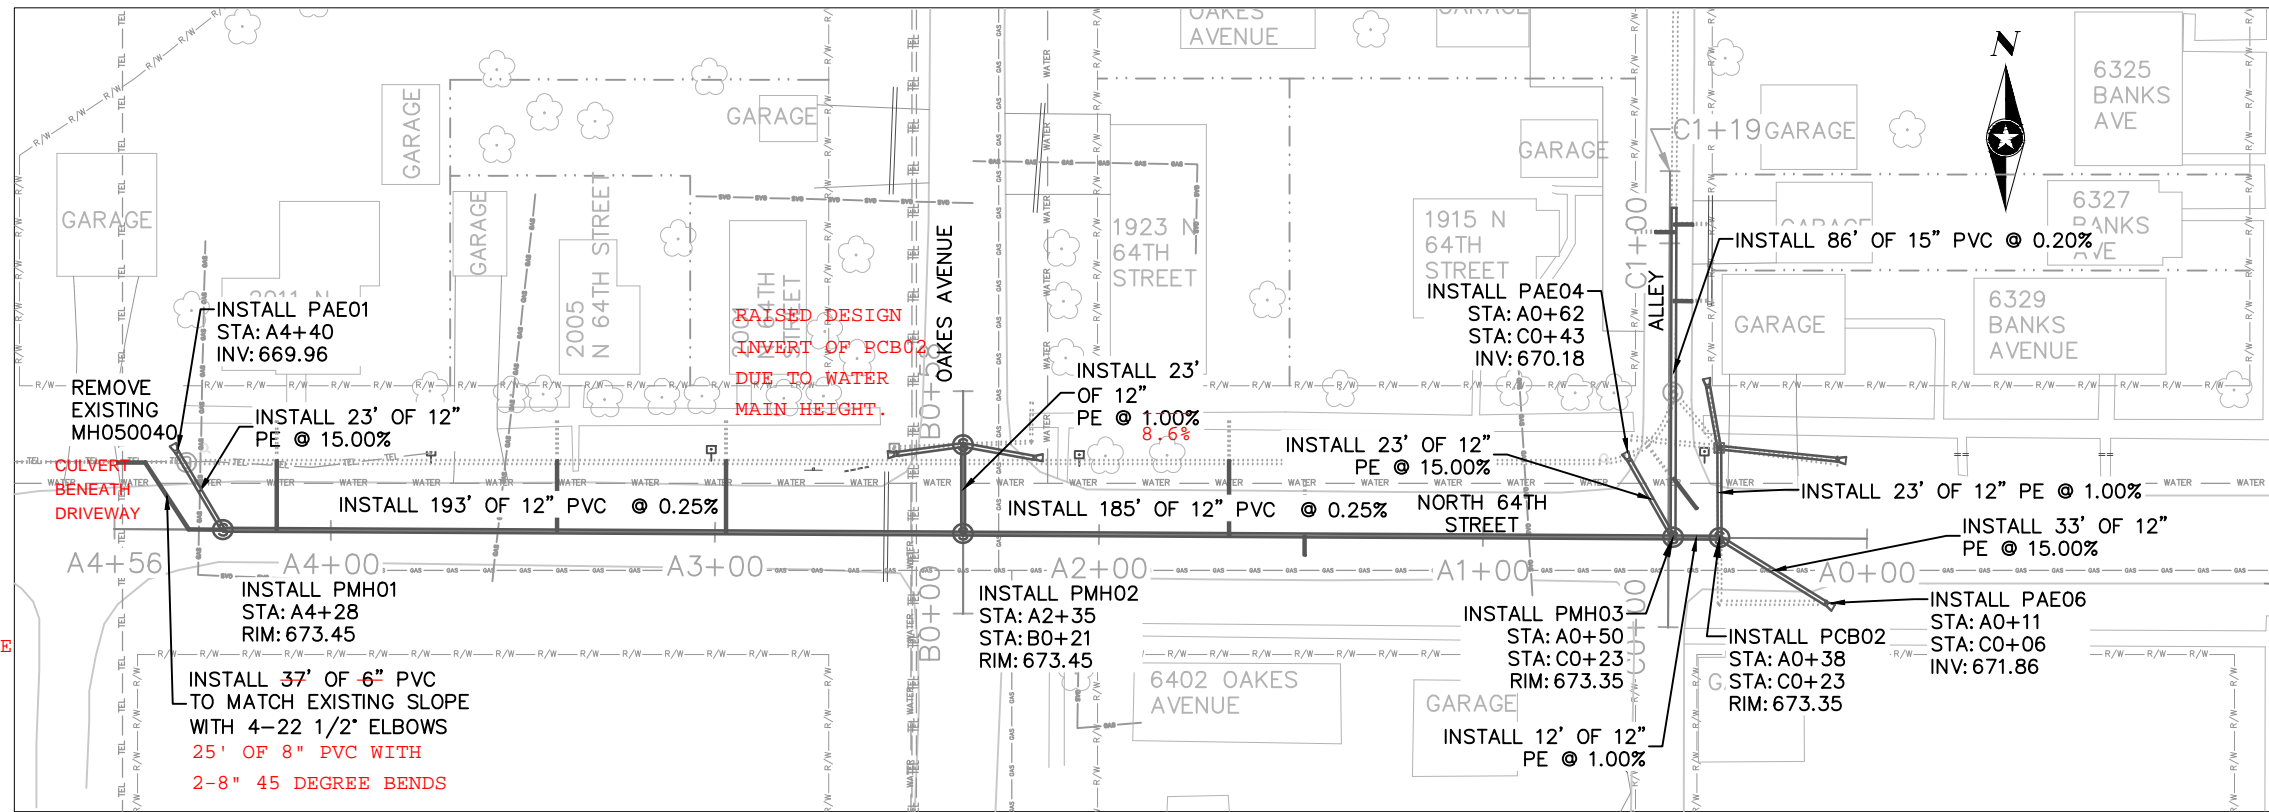 OAKES
AVENUE
GARAGE
N
6325
BANKS
AVE
GARAGE
GARAGE
C1+19
GARAGE
GARAGE
GARAGE
GARAGE
2005
N 64TH STREET
1923 N
64TH
STREET
1915 N
64TH
STREET
GARAGE
6327
BANKS
AVE
INSTALL 86' OF 15" PVC @ 0.20%
OAKES AVENUE
C1+00
ALLEY
2011 N
INSTALL PAE01
STA: A4+40
INV: 669.96
2001
N 64TH
STREET
RAISED DESIGN
INVERT OF PCB02
DUE TO WATER
MAIN HEIGHT.
B0+58
INSTALL PAE04
STA: A0+62
STA: C0+43
INV: 670.18
GARAGE
6329
BANKS
AVENUE
REMOVE
EXISTING
MH050040
INSTALL 23' OF 12"
PE @ 15.00%
INSTALL 23'
OF 12"
PE @ 1.00%
8.6%
INSTALL 23' OF 12"
PE @ 15.00%
CULVERT
BENEATH
DRIVEWAY
INSTALL 193' OF 12" PVC @ 0.25%
INSTALL 185' OF 12" PVC @ 0.25%
NORTH 64TH
STREET
INSTALL 23' OF 12" PE @ 1.00%
INSTALL 33' OF 12"
PE @ 15.00%
A4+56
A4+00
A3+00
A2+00
A1+00
A0+00
INSTALL PMH01
STA: A4+28
RIM: 673.45
B0+00
INSTALL PMH02
STA: A2+35
STA: B0+21
RIM: 673.45
INSTALL PMH03
STA: A0+50
STA: C0+23
RIM: 673.35
C0+00
INSTALL PCB02
STA: A0+38
STA: C0+23
RIM: 673.35
INSTALL PAE06
STA: A0+11
STA: C0+06
INV: 671.86
E
INSTALL 37' OF 6" PVC
TO MATCH EXISTING SLOPE
WITH 4-22 1/2° ELBOWS
25' OF 8" PVC WITH
2-8" 45 DEGREE BENDS
6402 OAKES
AVENUE
GARAGE
INSTALL 12' OF 12"
PE @ 1.00%
R/W
TEL
WATER
GAS
SVG